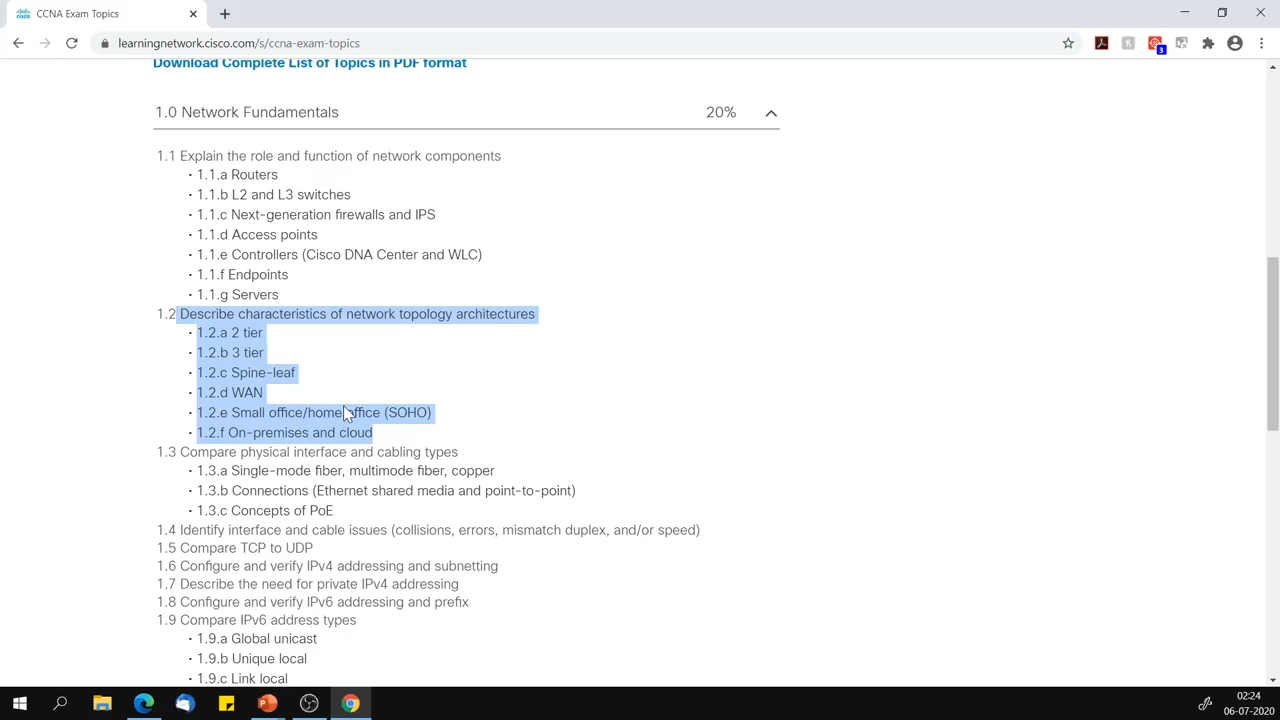 CISCO
CCNA Exam Topics
learningnetwork.cisco.com/s/ccna-exam-topics
3
Download Complete List of Topics in PDF format
1.0 Network Fundamentals 20%
1.1 Explain the role and function of network components
• 1.1.a Routers
• 1.1.b L2 and L3 switches
• 1.1.c Next-generation firewalls and IPS
• 1.1.d Access points
• 1.1.e Controllers (Cisco DNA Center and WLC)
• 1.1.f Endpoints
• 1.1.g Servers
1.2 Describe characteristics of network topology architectures
• 1.2.a 2 tier
• 1.2.b 3 tier
• 1.2.c Spine-leaf
• 1.2.d WAN
• 1.2.e Small office/home office (SOHO)
• 1.2.f On-premises and cloud
1.3 Compare physical interface and cabling types
• 1.3.a Single-mode fiber, multimode fiber, copper
• 1.3.b Connections (Ethernet shared media and point-to-point)
• 1.3.c Concepts of PoE
1.4 Identify interface and cable issues (collisions, errors, mismatch duplex, and/or speed)
1.5 Compare TCP to UDP
1.6 Configure and verify IPv4 addressing and subnetting
1.7 Describe the need for private IPv4 addressing
1.8 Configure and verify IPv6 addressing and prefix
1.9 Compare IPv6 address types
• 1.9.a Global unicast
• 1.9.b Unique local
• 1.9.c Link local
02:24
06-07-2020